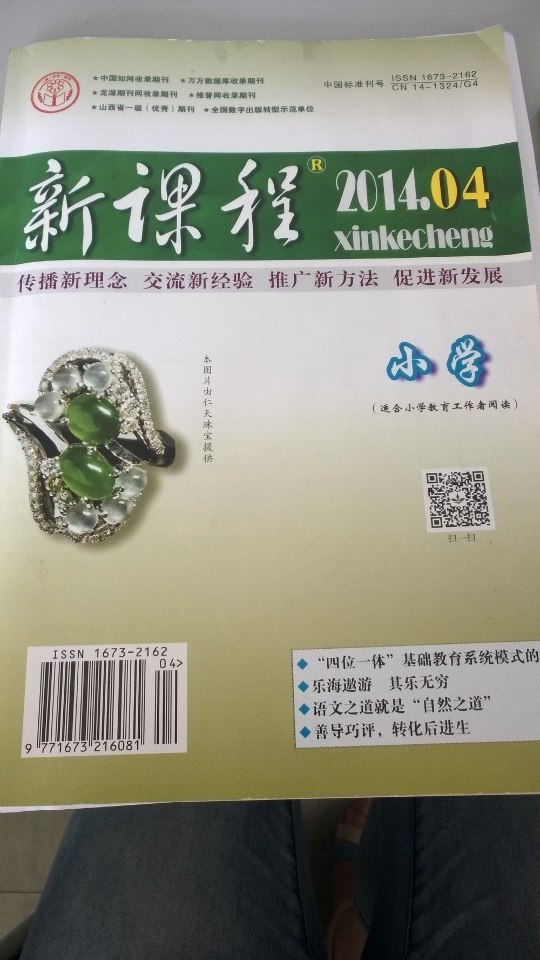 ★中国知网收录期刊 ★万方数据库收录期刊
★龙源期刊网收录期刊 ★维普网收录期刊
★山西省一级（优秀）期刊 ★全国数字出版转型示范单位
中国标准刊号 ISSN 1673-2162
CN 14-1324/G4
新课程® 2014.04
xinkecheng
传播新理念 交流新经验 推广新方法 促进新发展
小学
（适合小学教育工作者阅读）
本图片由仁天珠宝提供
扫一扫
ISSN 1673-2162
04>
9 771673 216081
◆“四位一体”基础教育系统模式的
◆乐海遨游 其乐无穷
◆语文之道就是“自然之道”
◆善导巧评，转化后进生